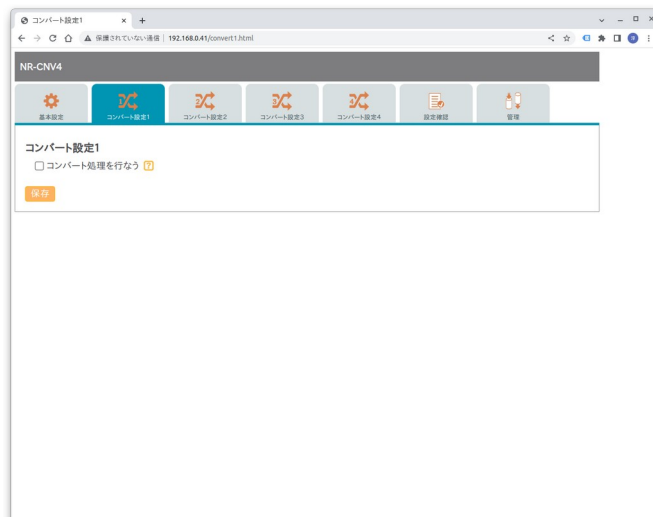 コンバート設定1
保護されていない通信 | 192.168.0.41/convert1.html
NR-CNV4
基本設定 コンバート設定1 コンバート設定2 コンバート設定3 コンバート設定4 設定確認 管理
コンバート設定1
コンバート処理を行なう ?
保存